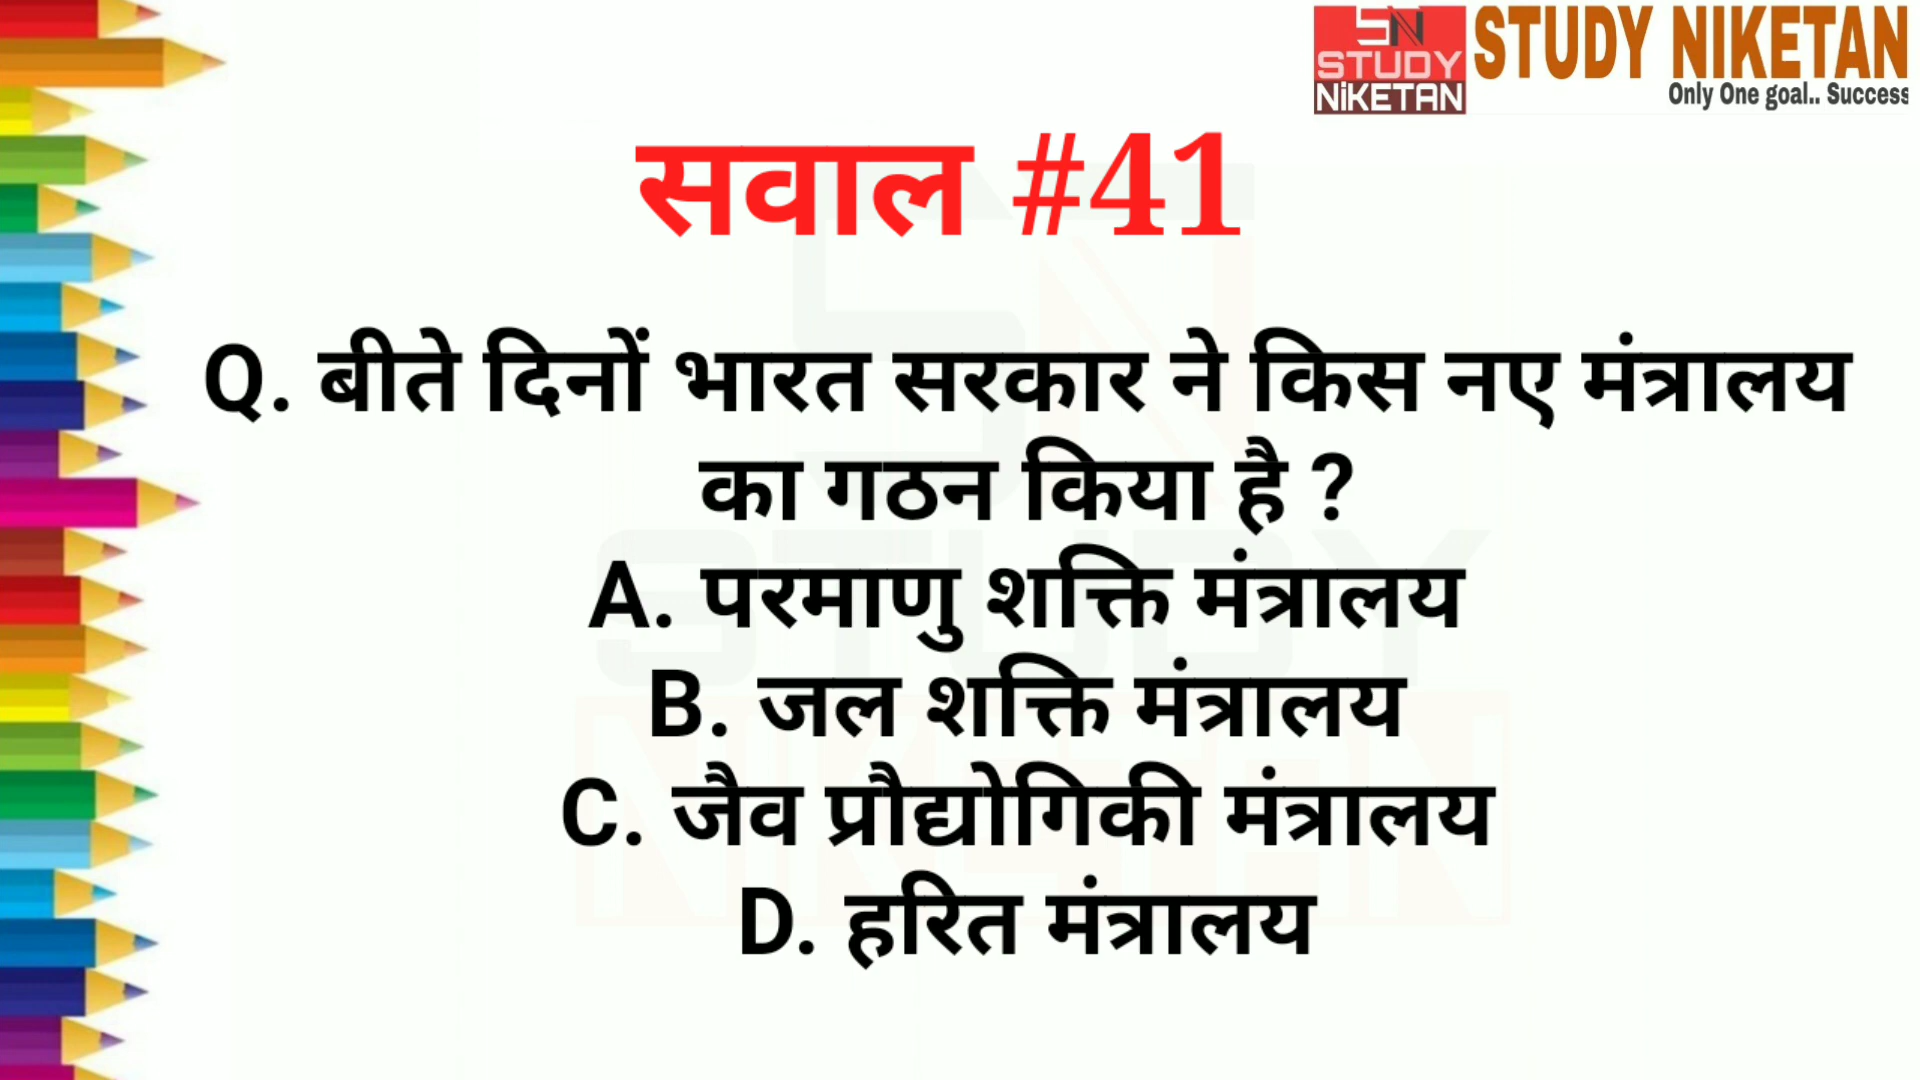 SN
STUDY
NiKETAN
STUDY NIKETAN
Only One goal.. Success
सवाल #41
Q. बीते दिनों भारत सरकार ने किस नए मंत्रालय
का गठन किया है ?
A. परमाणु शक्ति मंत्रालय
B. जल शक्ति मंत्रालय
C. जैव प्रौद्योगिकी मंत्रालय
D. हरित मंत्रालय